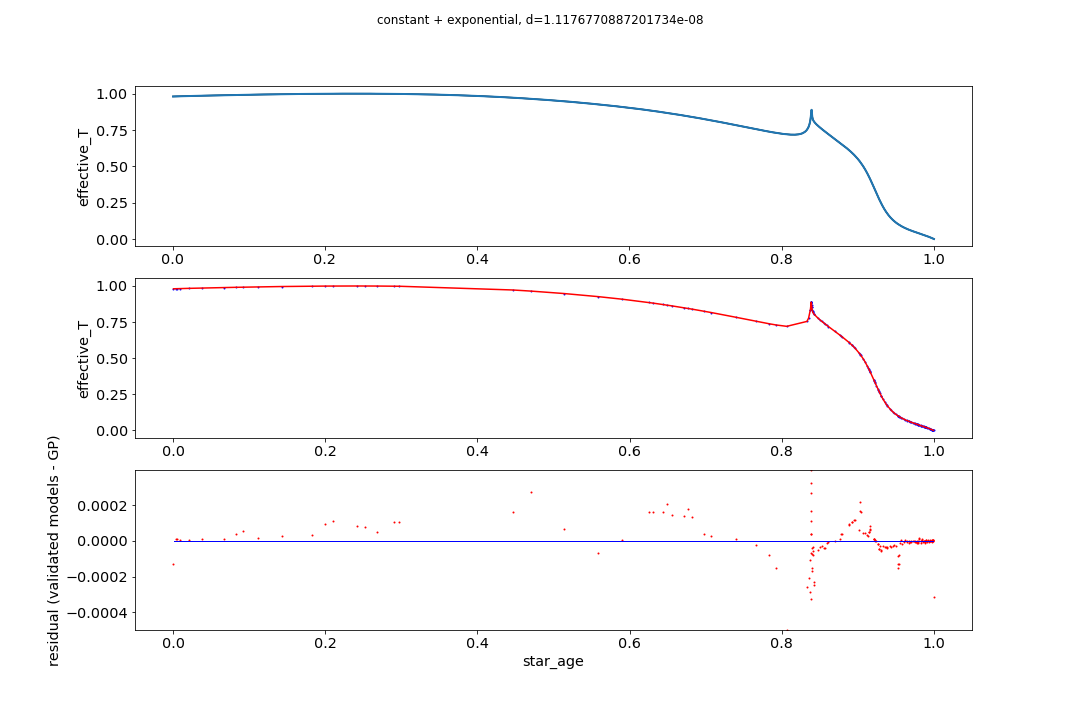 constant + exponential, d=1.1176770887201734e-08
effective_T
1.00
0.75
0.50
0.25
0.00
0.0 0.2 0.4 0.6 0.8 1.0
effective_T
1.00
0.75
0.50
0.25
0.00
0.0 0.2 0.4 0.6 0.8 1.0
residual (validated models - GP)
0.0002
0.0000
−0.0002
−0.0004
0.0 0.2 0.4 0.6 0.8 1.0
star_age